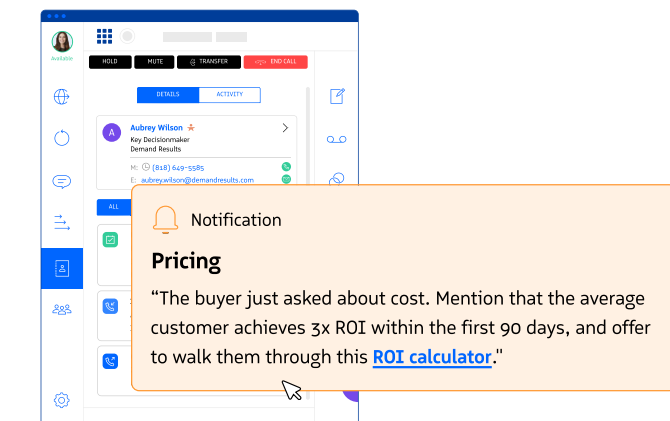 Available
HOLD
MUTE
TRANSFER
END CALL
DETAILS
ACTIVITY
A
Aubrey Wilson
Key Decisionmaker
Demand Results
M: (818) 649-5585
E: aubrey.wilson@demandresults.com
ALL
Notification
Pricing
“The buyer just asked about cost. Mention that the average
customer achieves 3x ROI within the first 90 days, and offer
to walk them through this ROI calculator."